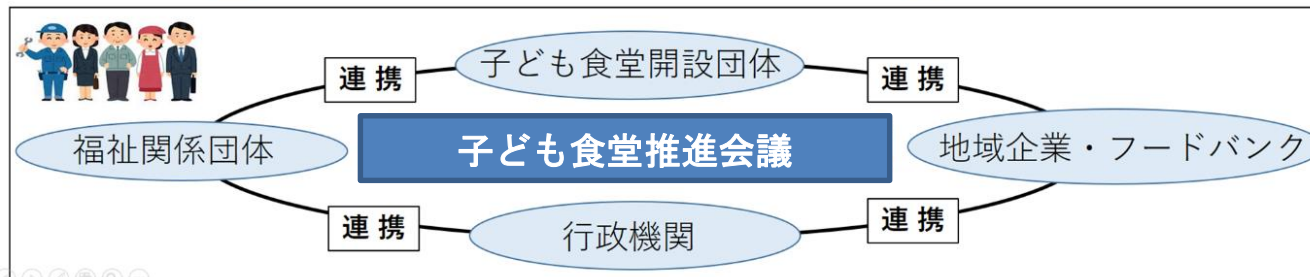 子ども食堂開設団体
連 携
連 携
福祉関係団体
子ども食堂推進会議
地域企業・フードバンク
連 携
連 携
行政機関